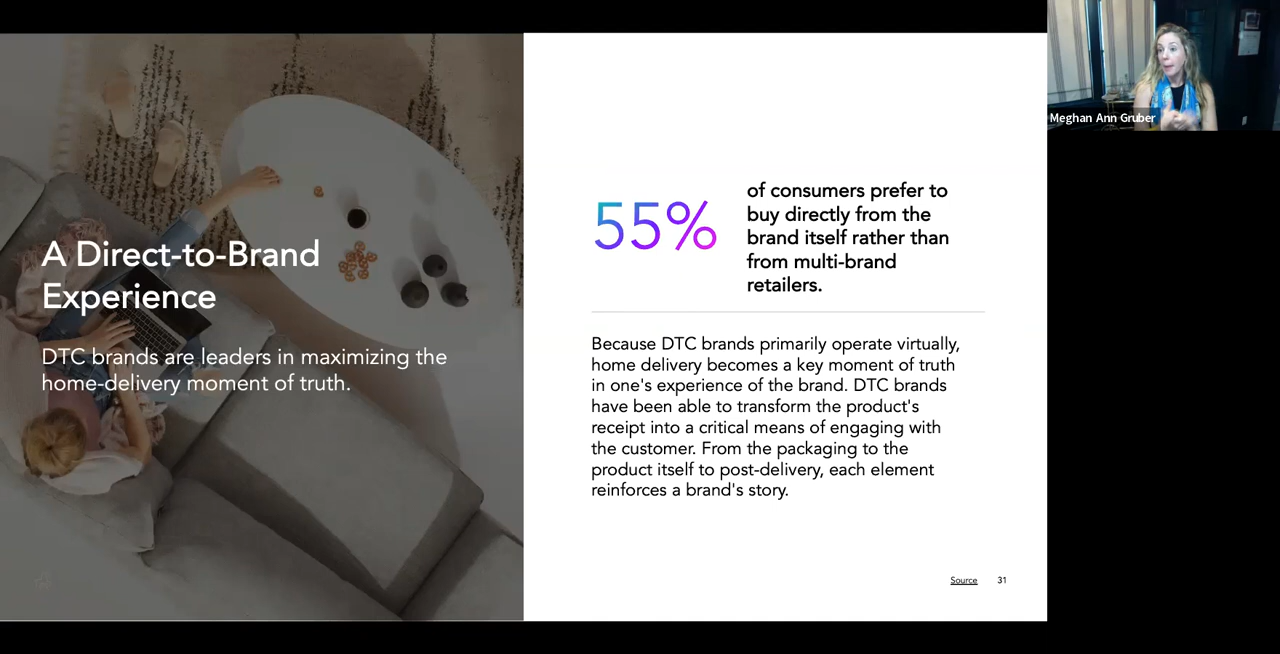 A Direct-to-Brand
Experience
DTC brands are leaders in maximizing the
home-delivery moment of truth.
55%
of consumers prefer to
buy directly from the
brand itself rather than
from multi-brand
retailers.
Because DTC brands primarily operate virtually,
home delivery becomes a key moment of truth
in one's experience of the brand. DTC brands
have been able to transform the product's
receipt into a critical means of engaging with
the customer. From the packaging to the
product itself to post-delivery, each element
reinforces a brand's story.
Source
31
Meghan Ann Gruber